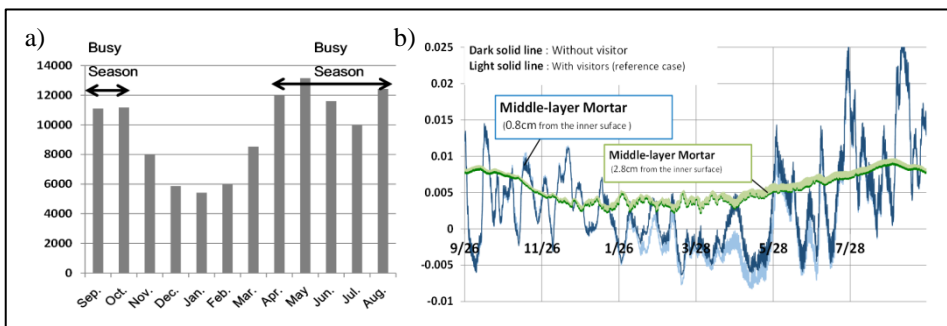 a)
Busy
Season
Busy
Season
14000
12000
10000
8000
6000
4000
2000
0
Sep.
Oct.
Nov.
Dec.
Jan.
Feb.
Mar.
Apr.
May
Jun.
Jul.
Aug.
b)
0.025
0.02
0.015
0.01
0.005
0
-0.005
-0.01
Dark solid line : Without visitor
Light solid line : With visitors (reference case)
Middle-layer Mortar
(0.8cm from the inner suface )
Middle-layer Mortar
(2.8cm from the inner surface)
9/26
11/26
1/26
3/28
5/28
7/28